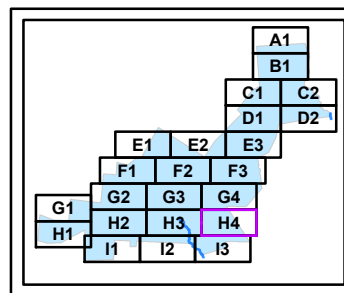 A1
B1
C1 C2
D1 D2
E1 E2 E3
F1 F2 F3
G1 G2 G3 G4
H1 H2 H3 H4
I1 I2 I3